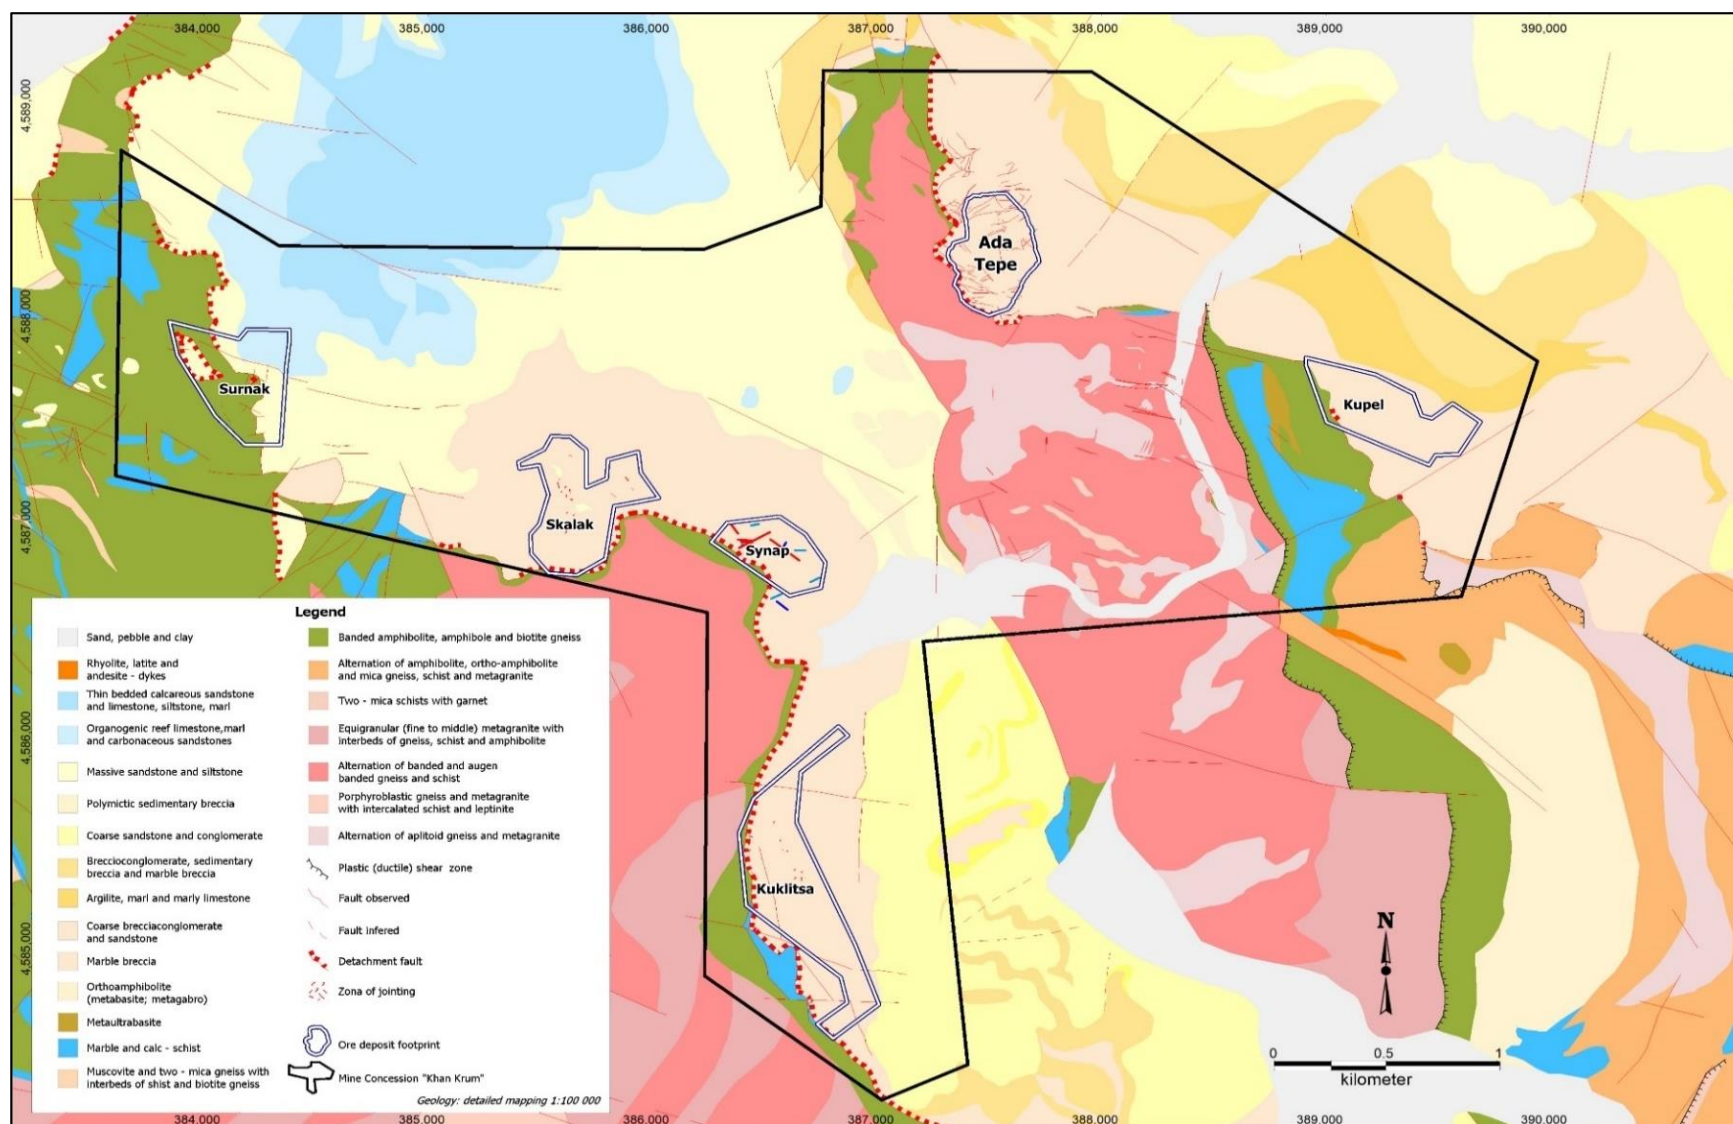 384,000
385,000
386,000
387,000
388,000
389,000
390,000
4,589,000
4,588,000
4,587,000
4,586,000
4,585,000
Ada
Tepe
Surnak
Kupel
Skalak
Synap
Kuklitsa
Legend
Sand, pebble and clay
Rhyolite, latite and
andesite - dykes
Thin bedded calcareous sandstone
and limestone, siltstone, marl
Organogenic reef limestone,marl
and carbonaceous sandstones
Massive sandstone and siltstone
Polymictic sedimentary breccia
Coarse sandstone and conglomerate
Breccioconglomerate, sedimentary
breccia and marble breccia
Argilite, marl and marly limestone
Coarse brecciaconglomerate
and sandstone
Marble breccia
Orthoamphibolite
(metabasite; metagabro)
Metaultrabasite
Marble and calc - schist
Muscovite and two - mica gneiss with
interbeds of shist and biotite gneiss
Banded amphibolite, amphibole and biotite gneiss
Alternation of amphibolite, ortho-amphibolite
and mica gneiss, schist and metagranite
Two - mica schists with garnet
Equigranular (fine to middle) metagranite with
interbeds of gneiss, schist and amphibolite
Alternation of banded and augen
banded gneiss and schist
Porphyroblastic gneiss and metagranite
with intercalated schist and leptinite
Alternation of aplitoid gneiss and metagranite
Plastic (ductile) shear zone
Fault observed
Fault infered
Detachment fault
Zona of jointing
Ore deposit footprint
Mine Concession "Khan Krum"
Geology: detailed mapping 1:100 000
N
0
0.5
1
kilometer
384,000
385,000
386,000
387,000
388,000
389,000
390,000